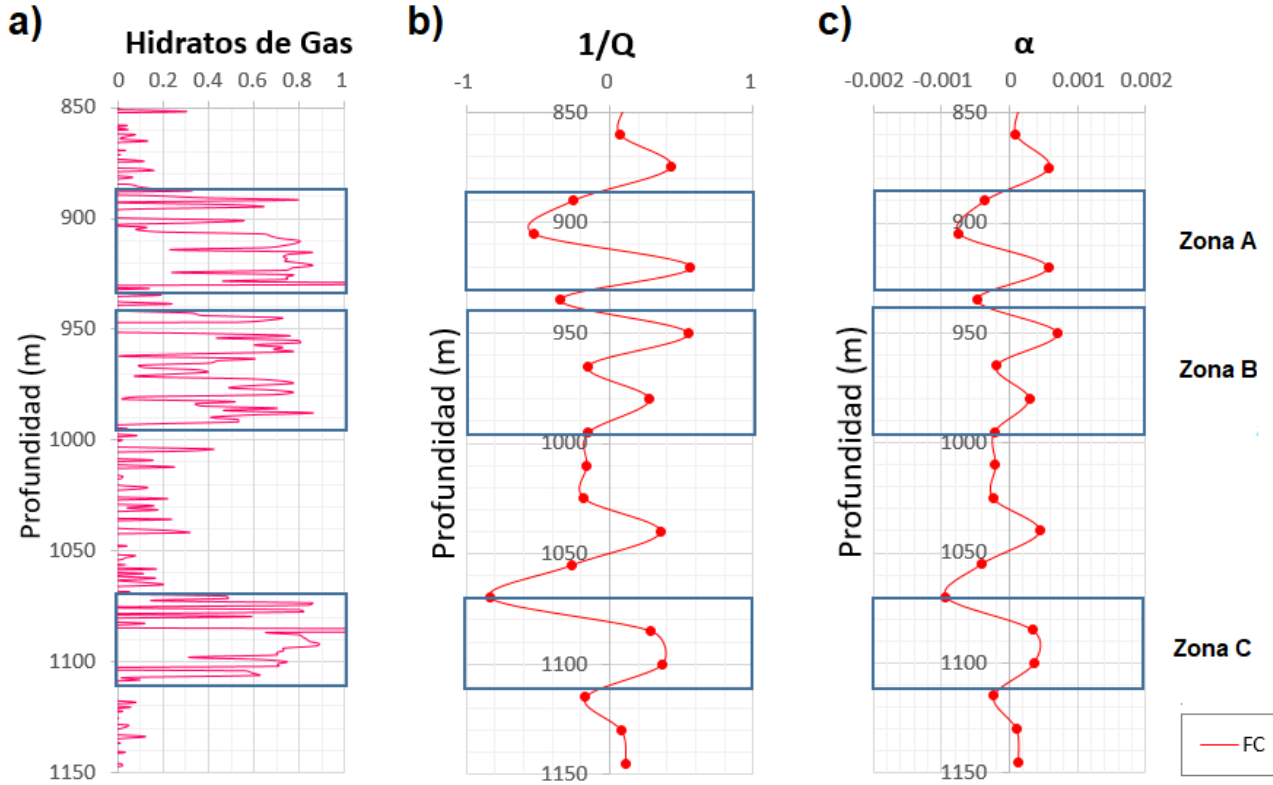 a)
Hidratos de Gas
0 0.2 0.4 0.6 0.8 1
Profundidad (m)
850
900
950
1000
1050
1100
1150
b)
1/Q
-1 0 1
Profundidad (m)
850
900
950
1000
1050
1100
1150
c)
α
-0.002 -0.001 0 0.001 0.002
Profundidad (m)
850
900
950
1000
1050
1100
1150
Zona A
Zona B
Zona C
FC